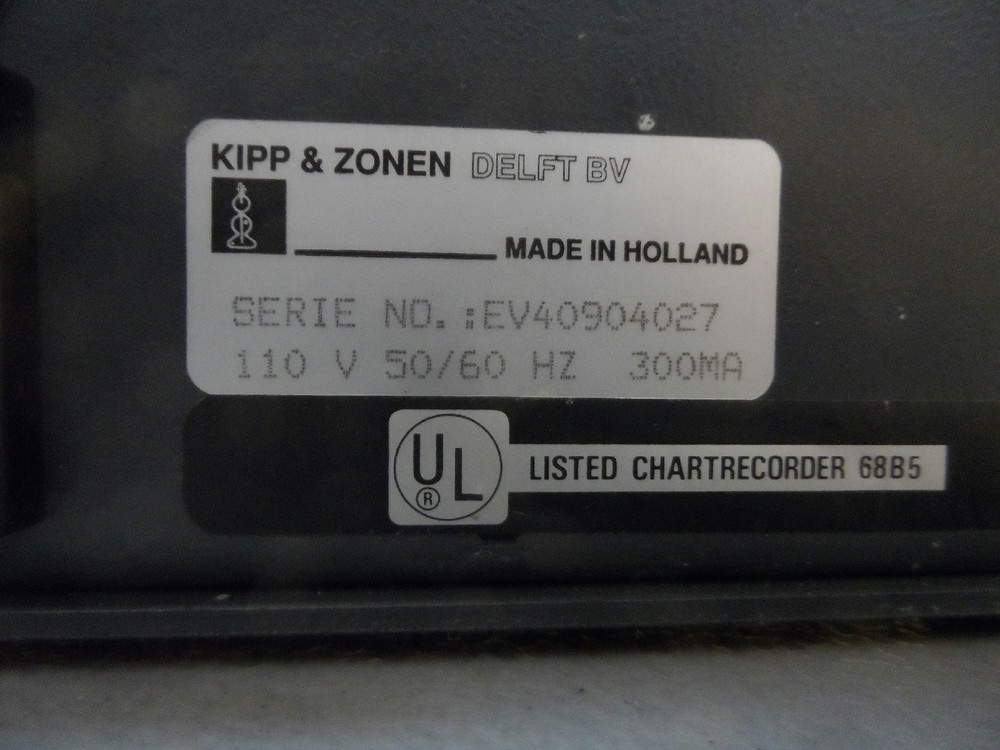 KIPP & ZONEN DELFT BV
MADE IN HOLLAND
SERIE NO.:EV40904027
110 V 50/60 HZ 300MA
UL ® LISTED CHARTRECORDER 68B5